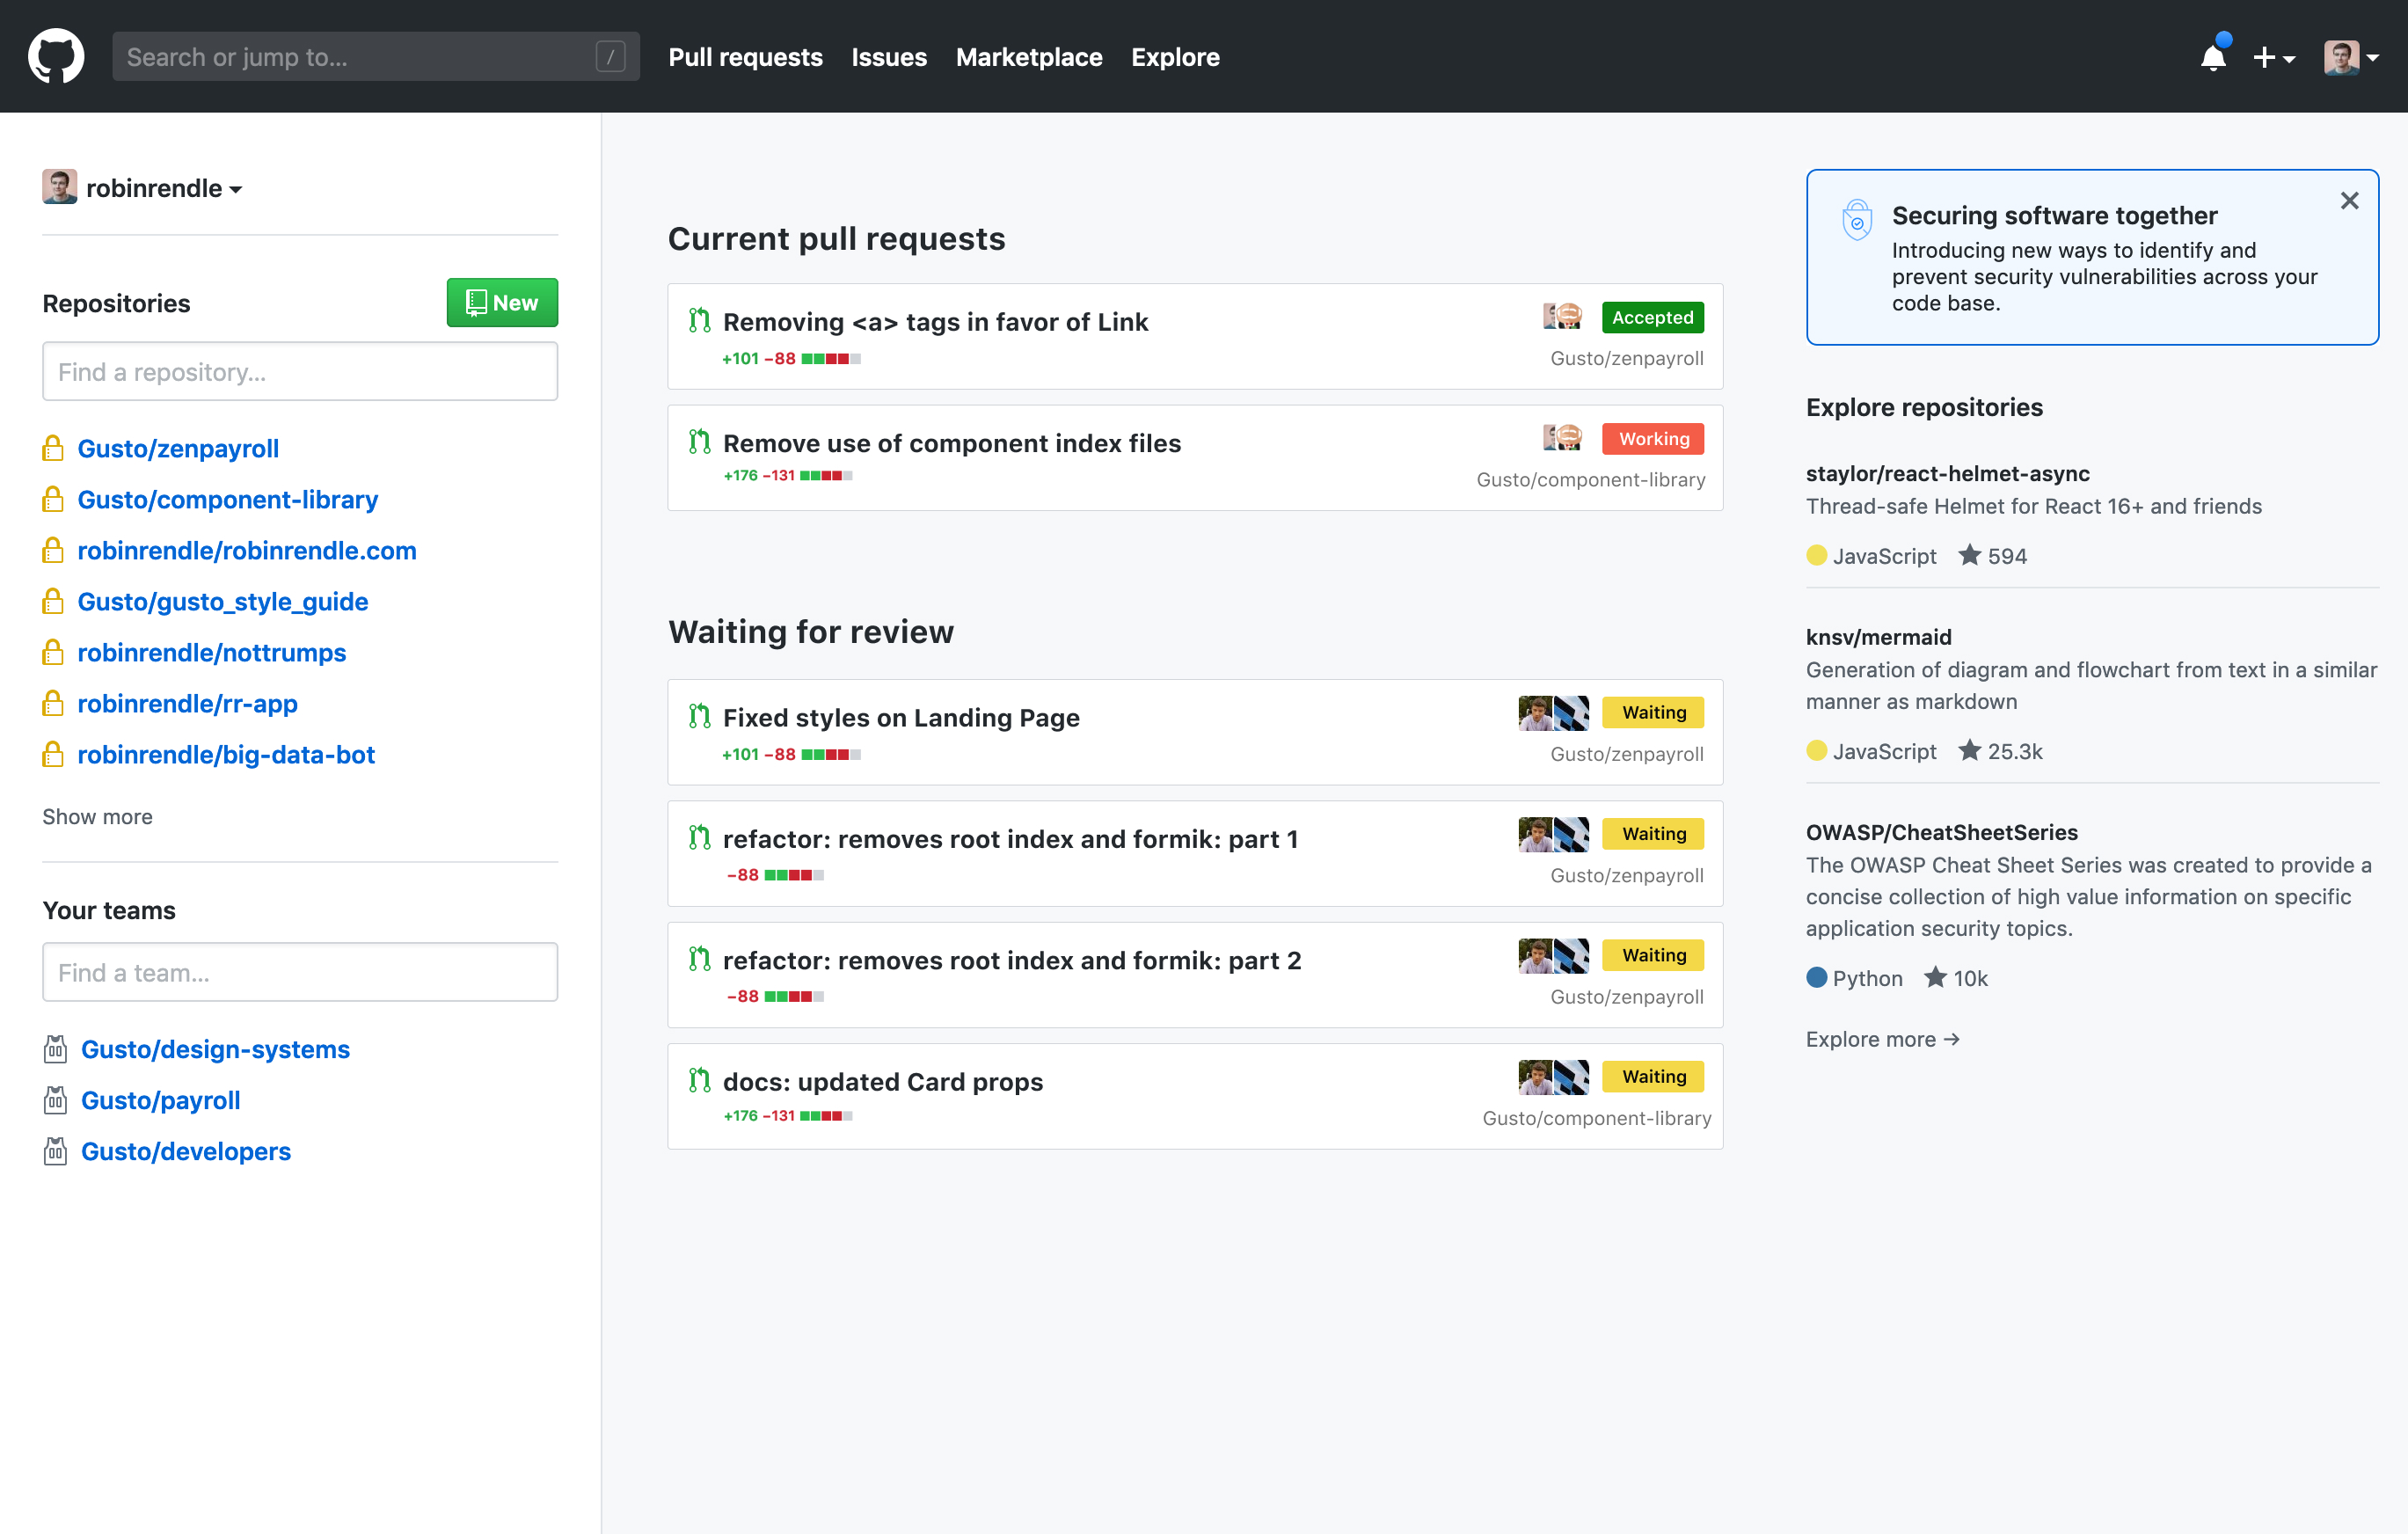 Search or jump to...
/
Pull requests
Issues
Marketplace
Explore
robinrendle
Repositories
New
Find a repository...
Gusto/zenpayroll
Gusto/component-library
robinrendle/robinrendle.com
Gusto/gusto_style_guide
robinrendle/nottrumps
robinrendle/rr-app
robinrendle/big-data-bot
Show more
Your teams
Find a team...
Gusto/design-systems
Gusto/payroll
Gusto/developers
Current pull requests
Removing <a> tags in favor of Link
Accepted
+101 −88
Gusto/zenpayroll
Remove use of component index files
Working
+176 −131
Gusto/component-library
Waiting for review
Fixed styles on Landing Page
Waiting
+101 −88
Gusto/zenpayroll
refactor: removes root index and formik: part 1
Waiting
−88
Gusto/zenpayroll
refactor: removes root index and formik: part 2
Waiting
−88
Gusto/zenpayroll
docs: updated Card props
Waiting
+176 −131
Gusto/component-library
Securing software together
Introducing new ways to identify and
prevent security vulnerabilities across your
code base.
Explore repositories
staylor/react-helmet-async
Thread-safe Helmet for React 16+ and friends
JavaScript ★ 594
knsv/mermaid
Generation of diagram and flowchart from text in a similar
manner as markdown
JavaScript ★ 25.3k
OWASP/CheatSheetSeries
The OWASP Cheat Sheet Series was created to provide a
concise collection of high value information on specific
application security topics.
Python ★ 10k
Explore more →